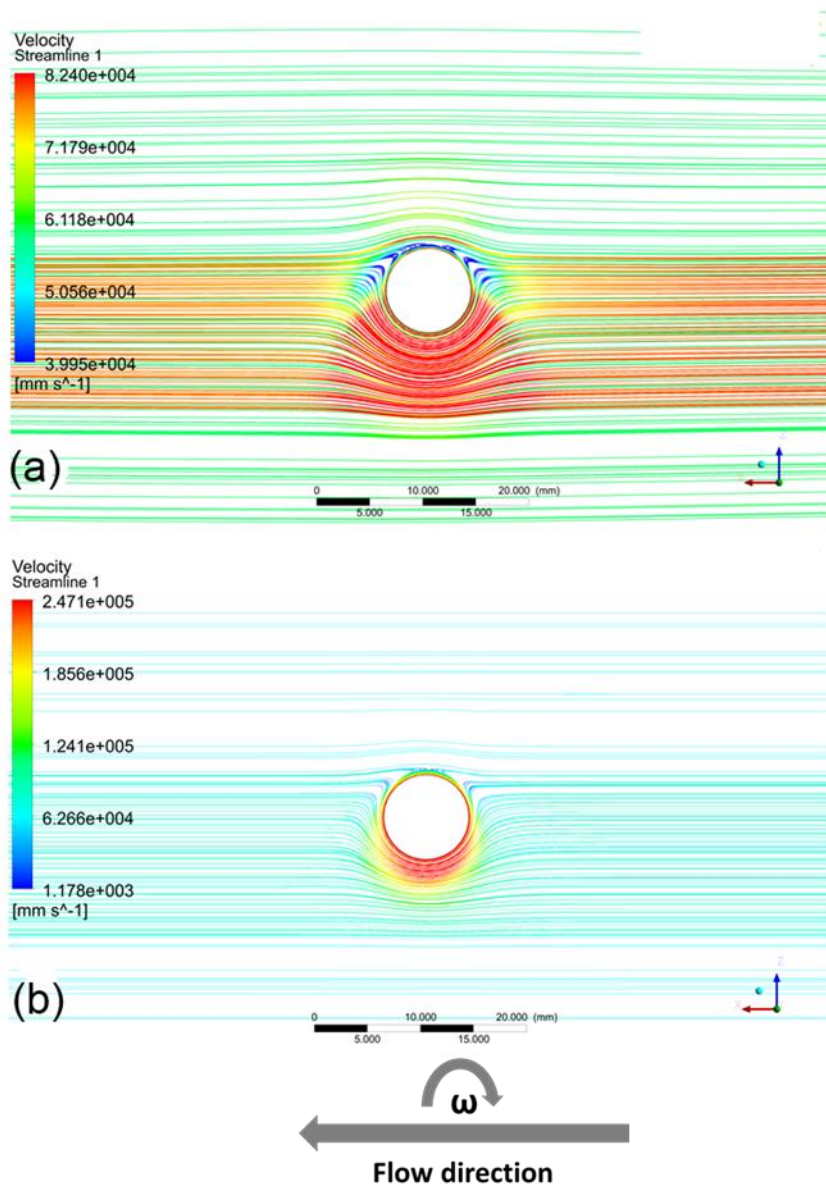 Velocity
Streamline 1
8.240e+004
7.179e+004
6.118e+004
5.056e+004
3.995e+004
[mm s^-1]
(a)
Z
0 10.000 20.000 (mm)
5.000 15.000
Velocity
Streamline 1
2.471e+005
1.856e+005
1.241e+005
6.266e+004
1.178e+003
[mm s^-1]
(b)
Z
X
0 10.000 20.000 (mm)
5.000 15.000
ω
Flow direction